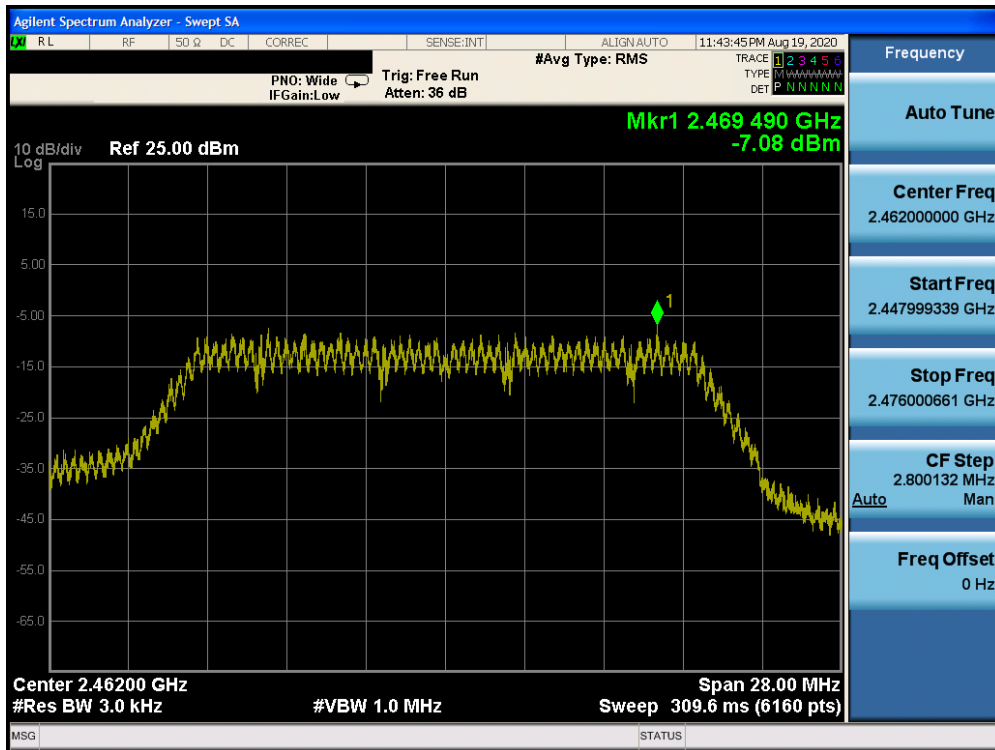 Agilent Spectrum Analyzer - Swept SA
LXI RL RF 50 Ω DC CORREC SENSE:INT ALIGN AUTO 11:43:45 PM Aug 19, 2020
PNO: Wide
IFGain:Low
Trig: Free Run
Atten: 36 dB
#Avg Type: RMS
TRACE 1 2 3 4 5 6
TYPE M WWWWW
DET P N N N N N
Mkr1 2.469 490 GHz
-7.08 dBm
10 dB/div
Log
Ref 25.00 dBm
15.0
5.00
-5.00
-15.0
-25.0
-35.0
-45.0
-55.0
-65.0
1
Center 2.46200 GHz
#Res BW 3.0 kHz
#VBW 1.0 MHz
Span 28.00 MHz
Sweep 309.6 ms (6160 pts)
MSG
STATUS
Frequency
Auto Tune
Center Freq
2.462000000 GHz
Start Freq
2.447999339 GHz
Stop Freq
2.476000661 GHz
CF Step
2.800132 MHz
Auto Man
Freq Offset
0 Hz